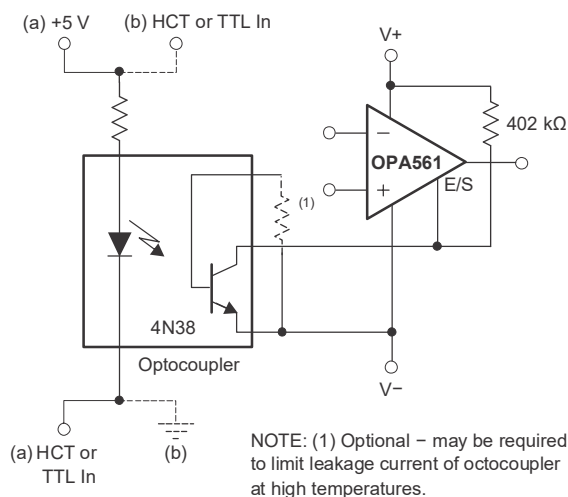 (a) +5 V
(b) HCT or TTL In
V+
402 kΩ
−
OPA561
+
E/S
(1)
4N38
Optocoupler
V−
(a) HCT or
TTL In
(b)
NOTE: (1) Optional − may be required
to limit leakage current of octocoupler
at high temperatures.